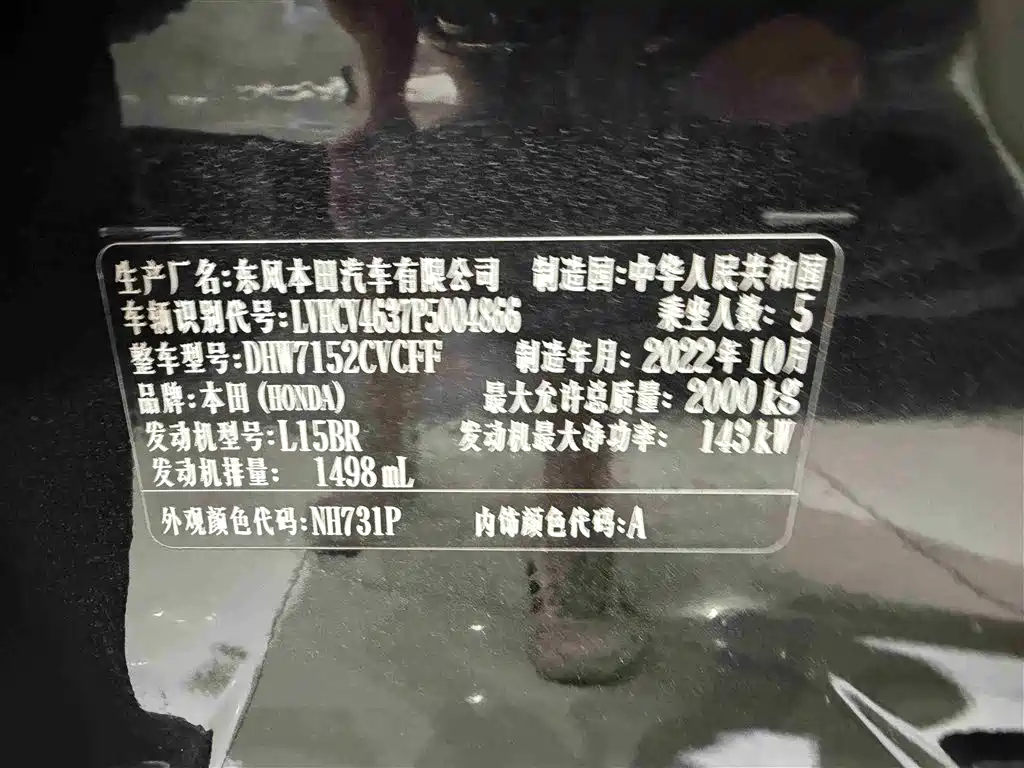 生产厂名:东风本田汽车有限公司 制造国:中华人民共和国
车辆识别代号:LVHCV4637P5004866 乘坐人数: 5
整车型号:DHW7152CVCFF 制造年月: 2022年10月
品牌:本田(HONDA) 最大允许总质量: 2000kg
发动机型号:L15BR 发动机最大净功率: 143kW
发动机排量: 1498mL
外观颜色代码:NH731P 内饰颜色代码:A